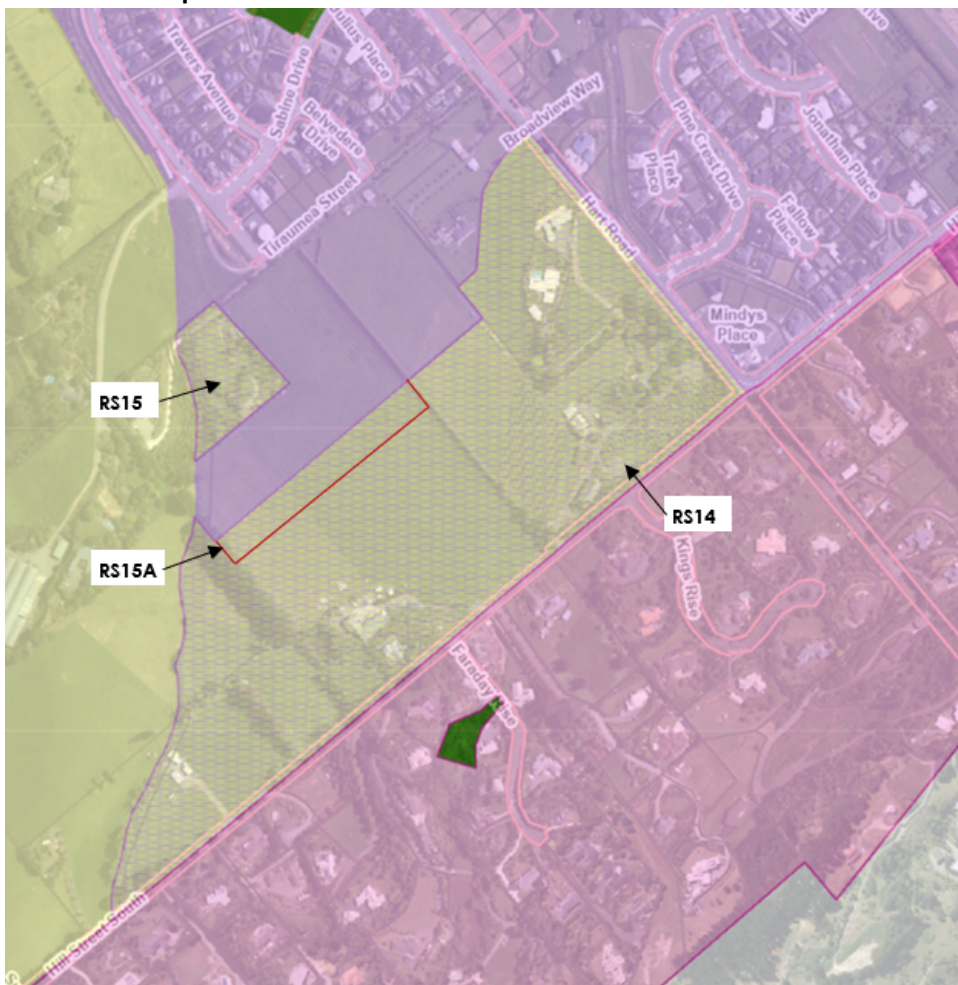 Travers Avenue
Sabine Drive
Julius Place
Belvedere
Drive
Tiraumea Street
Broadview Way
Hart Road
Trek
Place
Pine Crest Drive
Jonathan Place
Fallow
Place
Mindys
Place
RS15
RS15A
RS14
Kings Rise
Faraday Rise
Hill Street South